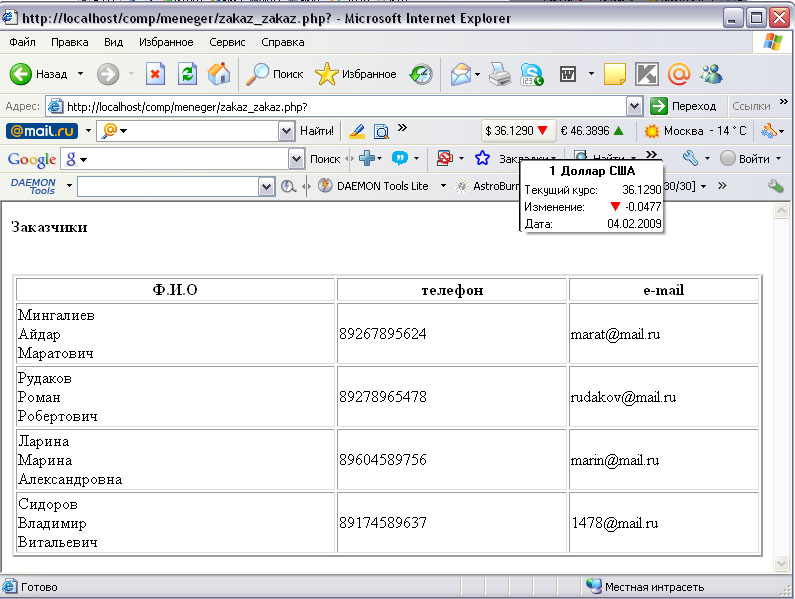 http://localhost/comp/meneger/zakaz_zakaz.php? - Microsoft Internet Explorer
Файл Правка Вид Избранное Сервис Справка
Назад Поиск Избранное
Адрес: http://localhost/comp/meneger/zakaz_zakaz.php? Переход Ссылки »
@mail.ru Найти! » $ 36.1290 € 46.3896 Москва - 14 ° C
Google Поиск Закладки Найти » Войти
DAEMON Tools DAEMON Tools Lite AstroBurn 30/30] »
1 Доллар США
Текущий курс: 36.1290
Изменение: -0.0477
Дата: 04.02.2009
Заказчики
Ф.И.О телефон e-mail
Мингалиев
Айдар 89267895624 marat@mail.ru
Маратович
Рудаков
Роман 89278965478 rudakov@mail.ru
Робертович
Ларина
Марина 89604589756 marin@mail.ru
Александровна
Сидоров
Владимир 89174589637 1478@mail.ru
Витальевич
Готово Местная интрасеть